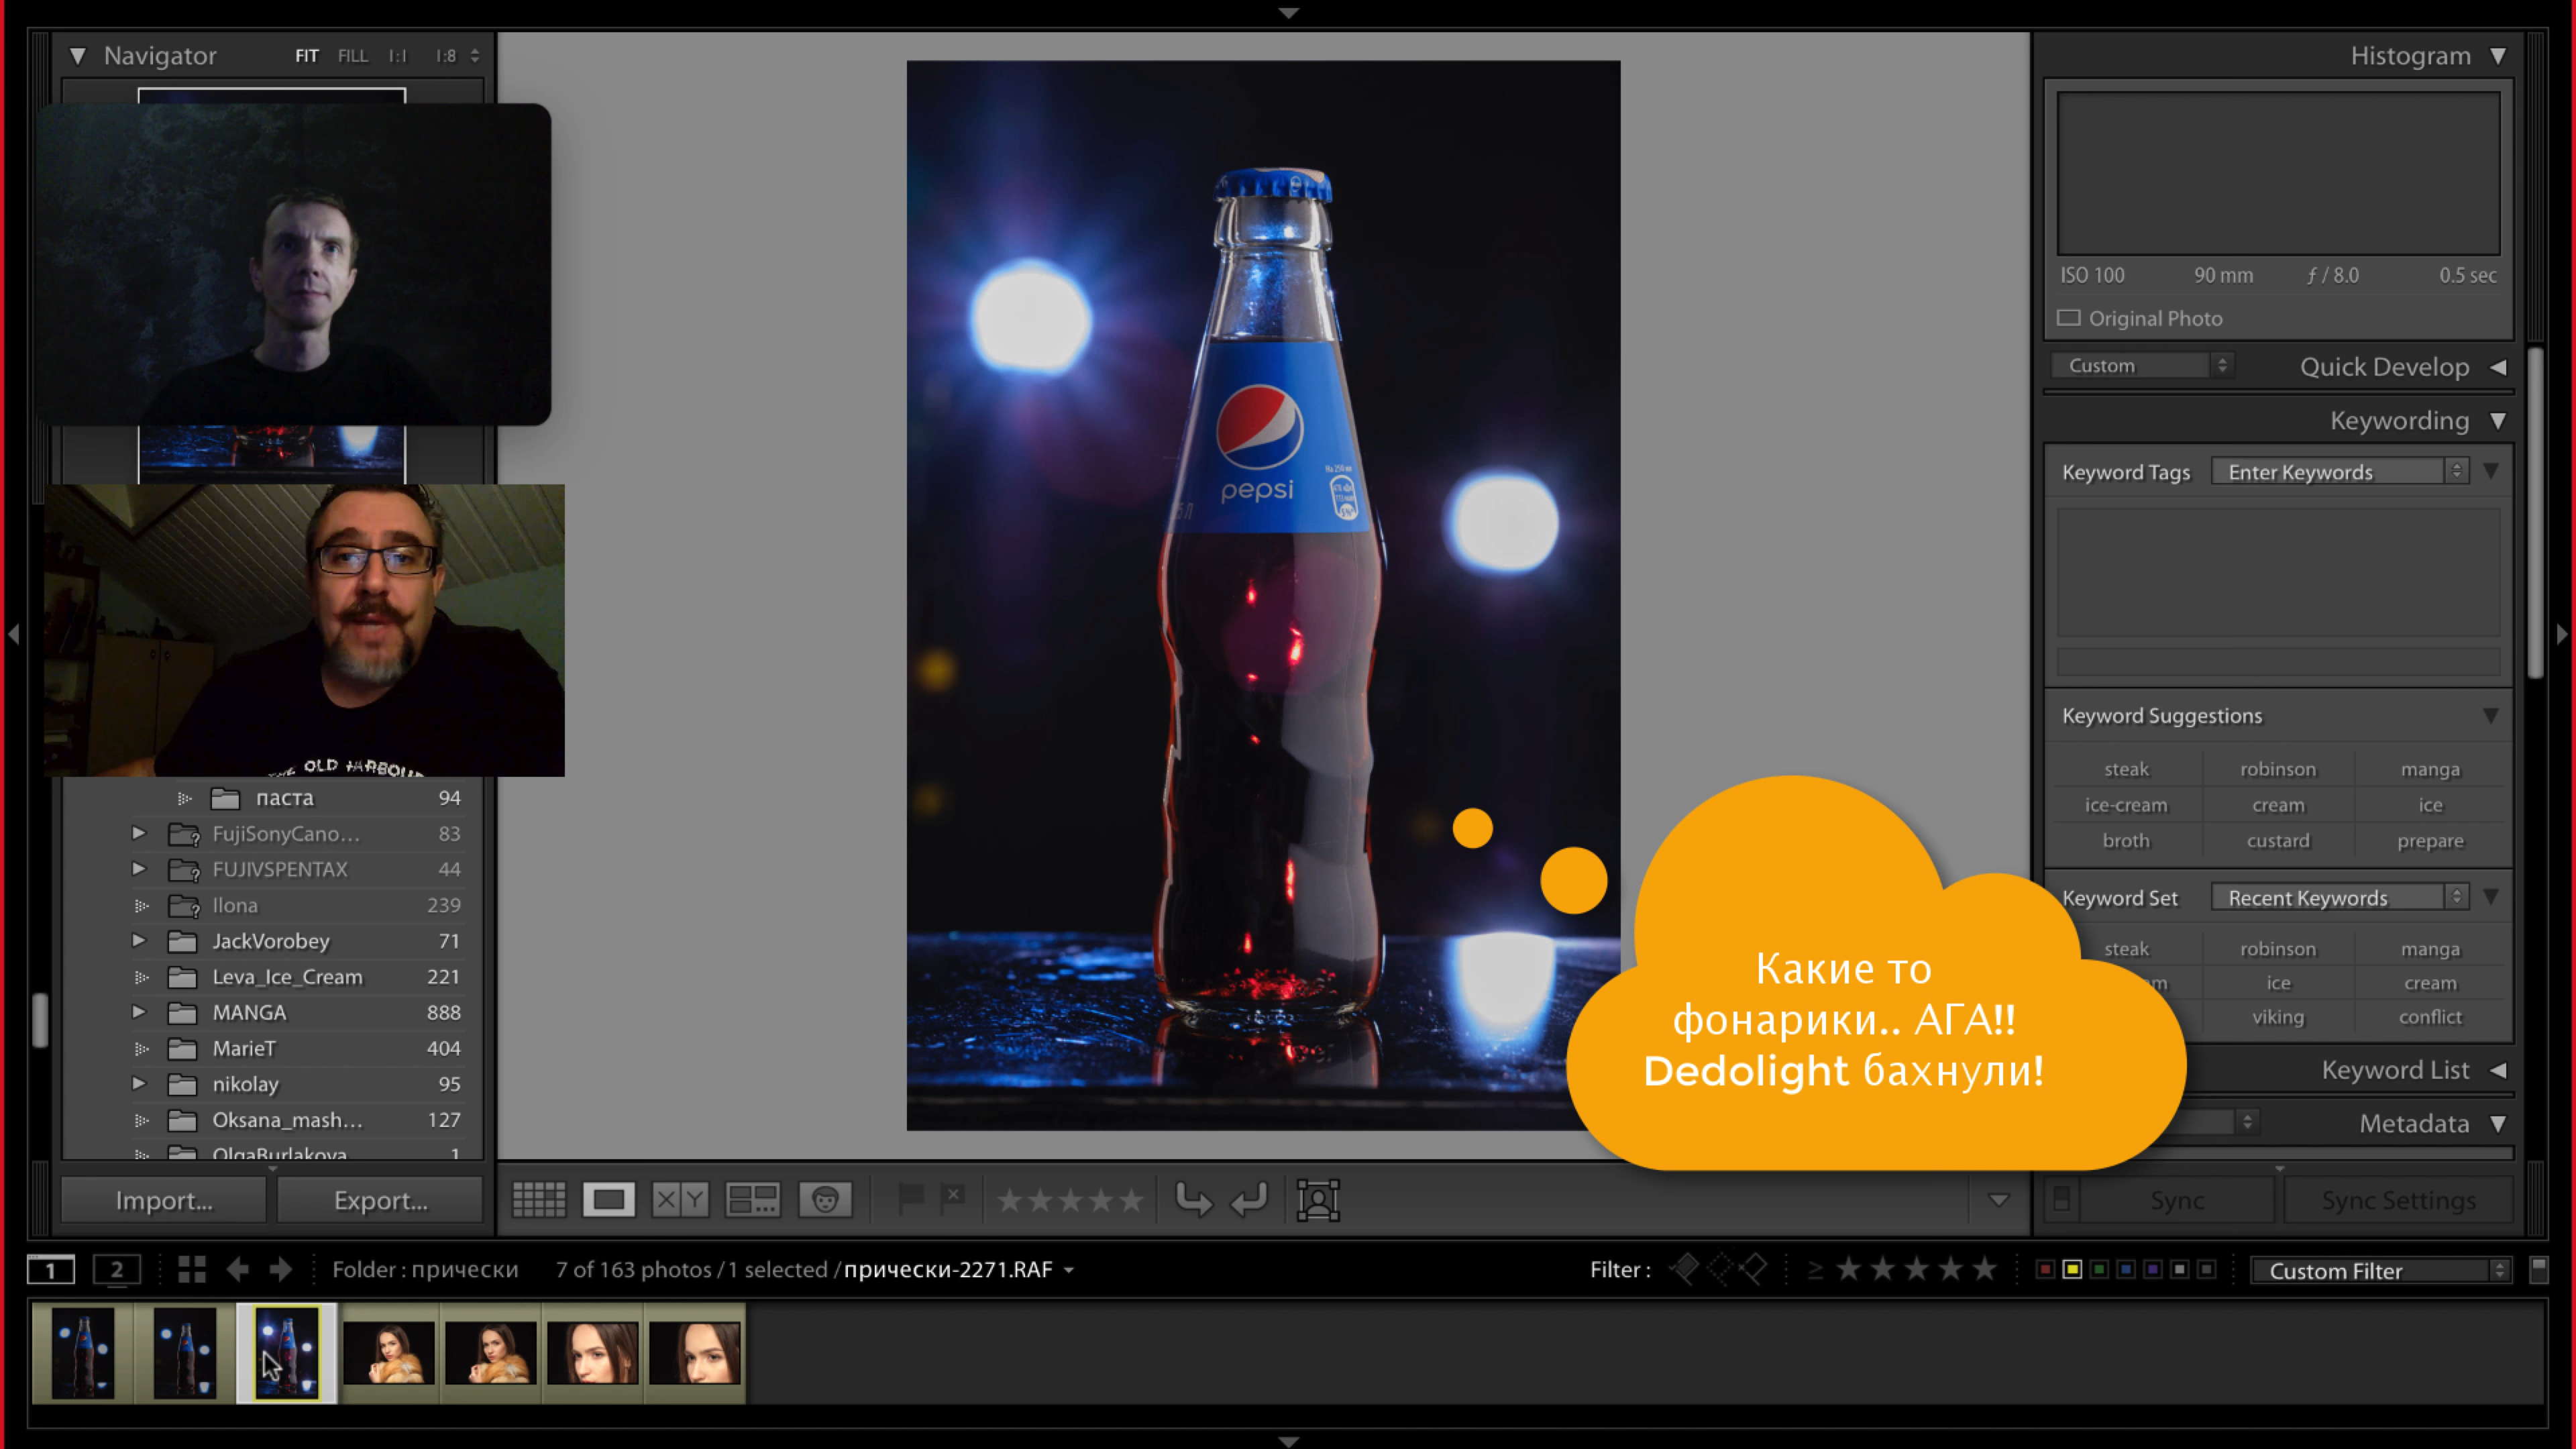 Navigator
FIT FILL 1:1 1:8
THE OLD HARBOUR
паста 94
FujiSonyCano... 83
FUJIVSPENTAX 44
Ilona 239
JackVorobey 71
Leva_Ice_Cream 221
MANGA 888
MarieT 404
nikolay 95
Oksana_mash... 127
OlgaBurlakova 1
Import... Export...
pepsi
Какие то
фонарики.. АГА!!
Dedolight бахнули!
Histogram
ISO 100 90 mm ƒ / 8.0 0.5 sec
Original Photo
Custom Quick Develop
Keywording
Keyword Tags Enter Keywords
Keyword Suggestions
steak robinson manga
ice-cream cream ice
broth custard prepare
Keyword Set Recent Keywords
steak robinson manga
ice cream
viking conflict
Keyword List
Metadata
Sync Sync Settings
X Y
1 2 Folder : прически 7 of 163 photos / 1 selected / прически-2271.RAF Filter : ≥ Custom Filter